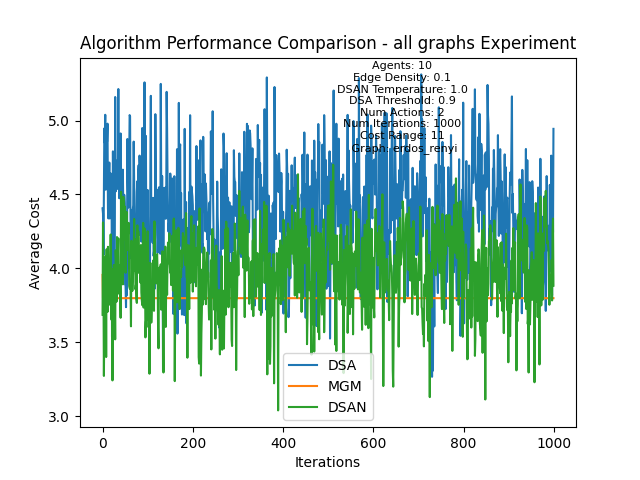 Algorithm Performance Comparison - all graphs Experiment
Agents: 10
Edge Density: 0.1
DSAN Temperature: 1.0
DSA Threshold: 0.9
Num Actions: 2
Num Iterations: 1000
Cost Range: 11
Graph: erdos_renyi
5.0
4.5
4.0
3.5
3.0
Average Cost
DSA
MGM
DSAN
0
200
400
600
800
1000
Iterations